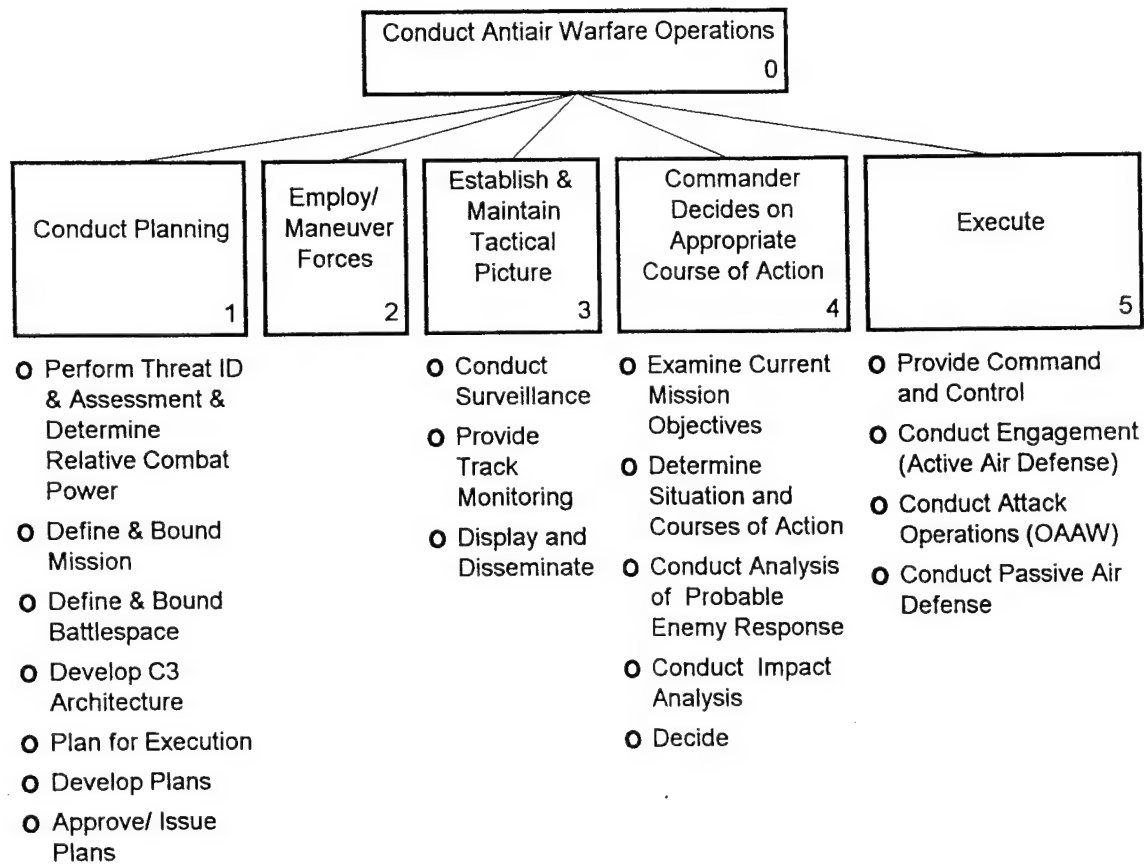 Conduct Antiair Warfare Operations
0
Conduct Planning
1
Employ/
Maneuver
Forces
2
Establish &
Maintain
Tactical
Picture
3
Commander
Decides on
Appropriate
Course of Action
4
Execute
5
o Perform Threat ID
& Assessment &
Determine
Relative Combat
Power
o Define & Bound
Mission
o Define & Bound
Battlespace
o Develop C3
Architecture
o Plan for Execution
o Develop Plans
o Approve/ Issue
Plans
o Conduct
Surveillance
o Provide
Track
Monitoring
o Display and
Disseminate
o Examine Current
Mission
Objectives
o Determine
Situation and
Courses of Action
o Conduct Analysis
of Probable
Enemy Response
o Conduct Impact
Analysis
o Decide
o Provide Command
and Control
o Conduct Engagement
(Active Air Defense)
o Conduct Attack
Operations (OAAW)
o Conduct Passive Air
Defense